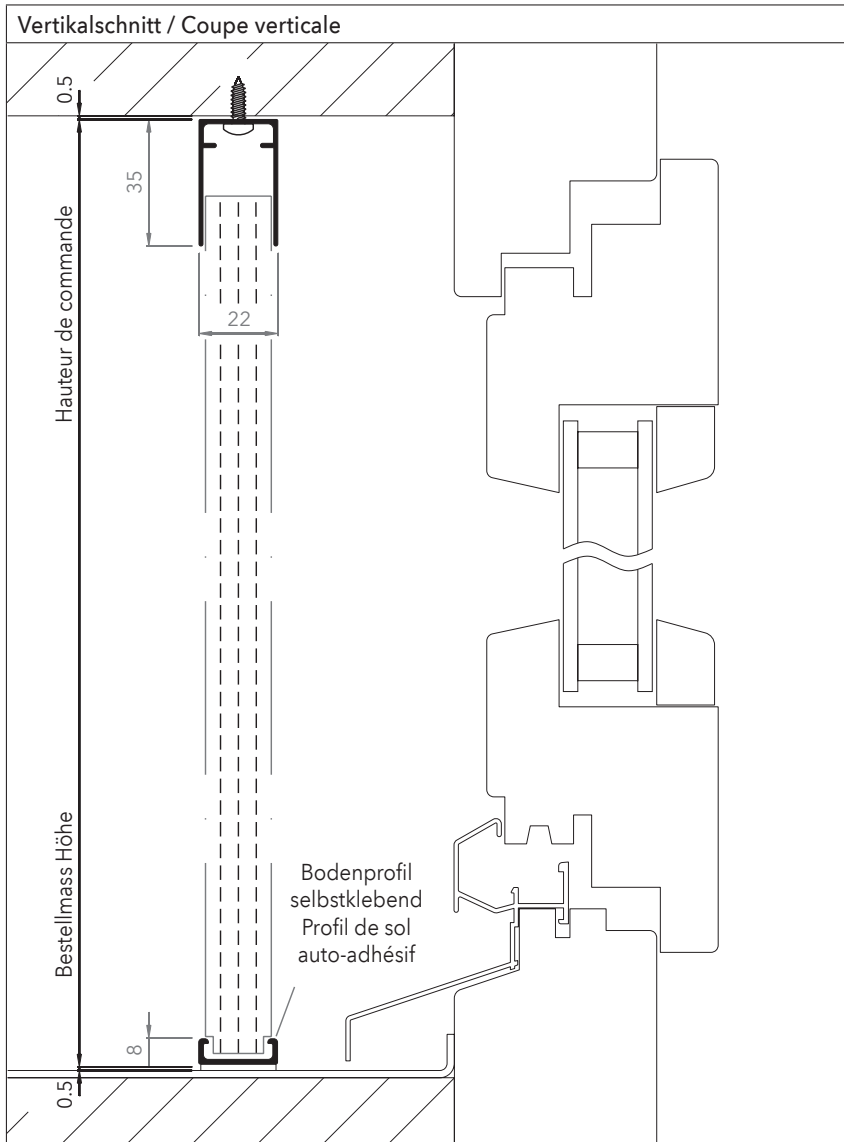 Vertikalschnitt / Coupe verticale
0.5
35
Hauteur de commande
22
Bestellmass Höhe
Bodenprofil
selbstklebend
Profil de sol
auto-adhésif
8
0.5